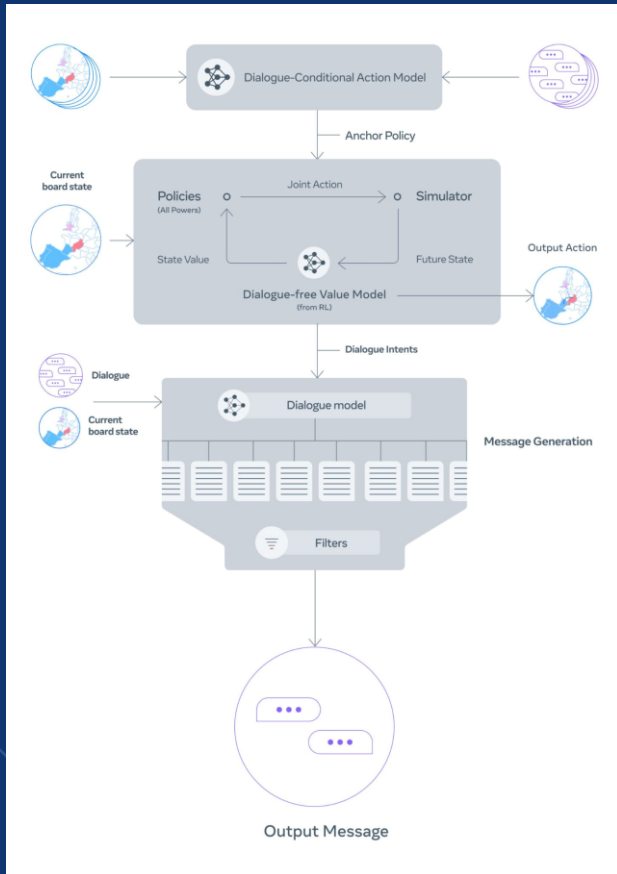 Dialogue-Conditional Action Model
Anchor Policy
Current
board state
Policies
(All Powers)
Joint Action
Simulator
State Value
Future State
Output Action
Dialogue-free Value Model
(from RL)
Dialogue Intents
Dialogue
Current
board state
Dialogue model
Message Generation
Filters
Output Message